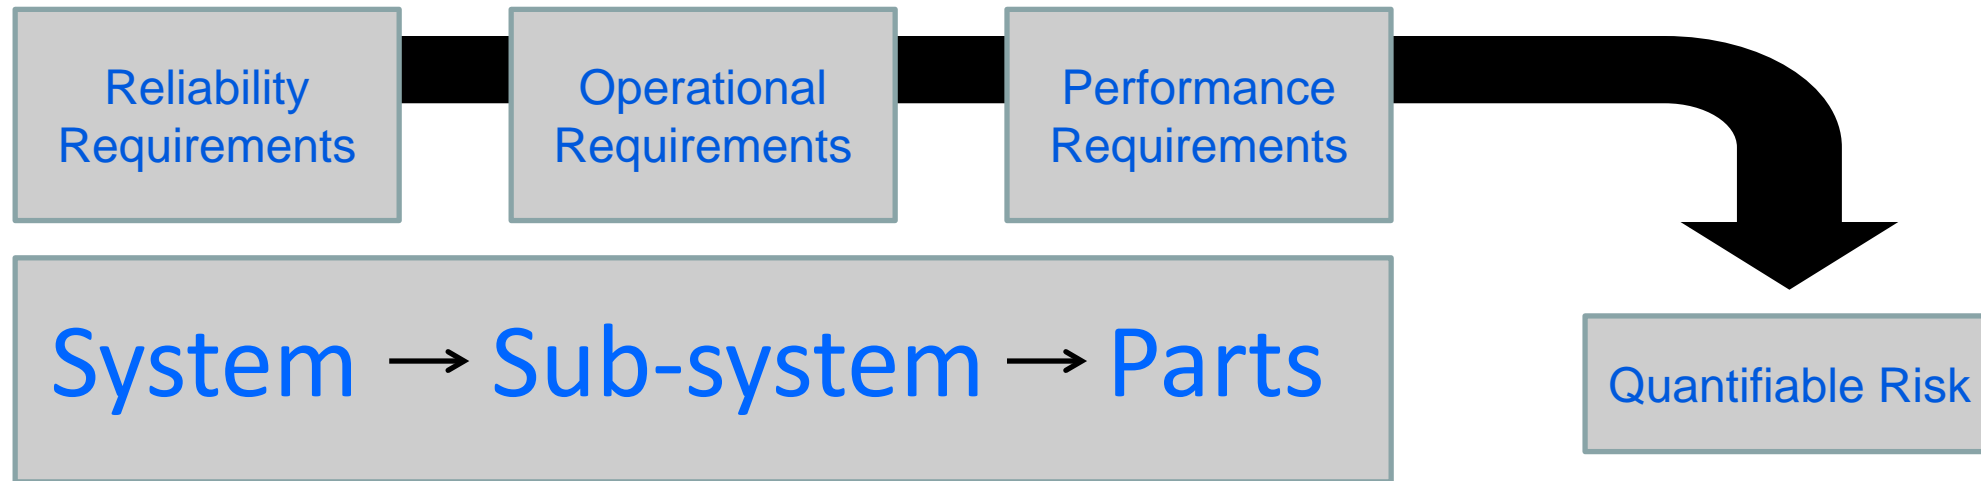 Reliability
Requirements
Operational
Requirements
Performance
Requirements
System → Sub-system → Parts
Quantifiable Risk